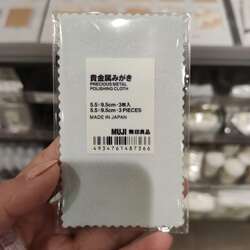 貴金属みがき
PRECIOUS METAL
POLISHING CLOTH
5.5×9.5cm・3枚入
5.5×9.5cm・3 PIECES
MADE IN JAPAN
MUJI 無印良品
4934761487366